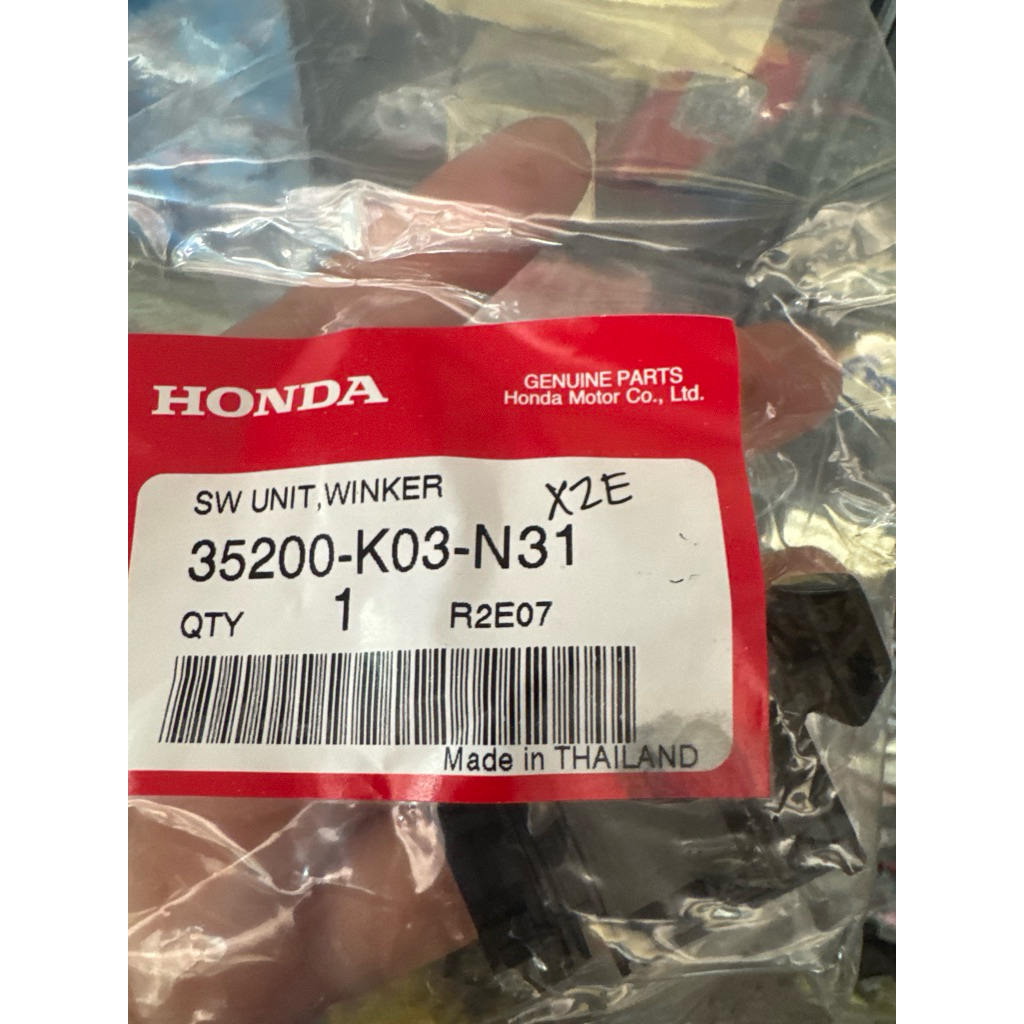 HONDA
GENUINE PARTS
Honda Motor Co., Ltd.
SW UNIT,WINKER
X2E
35200-K03-N31
QTY 1 R2E07
Made in THAILAND